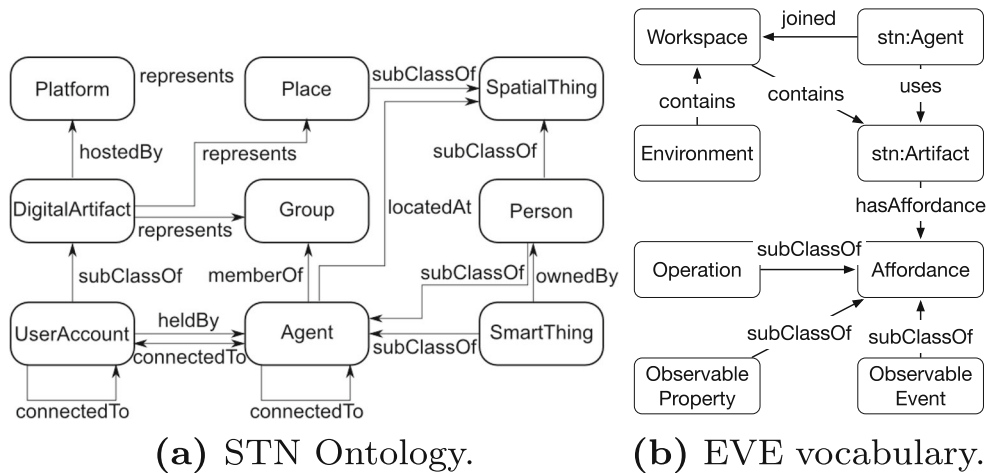 Platform
represents
Place
subClassOf
SpatialThing
hostedBy
represents
subClassOf
DigitalArtifact
represents
Group
locatedAt
Person
subClassOf
memberOf
subClassOf
ownedBy
UserAccount
heldBy
connectedTo
Agent
subClassOf
SmartThing
connectedTo
connectedTo
(a) STN Ontology.
Workspace
joined
stn:Agent
contains
contains
uses
Environment
stn:Artifact
hasAffordance
Operation
subClassOf
Affordance
subClassOf
subClassOf
Observable
Property
Observable
Event
(b) EVE vocabulary.